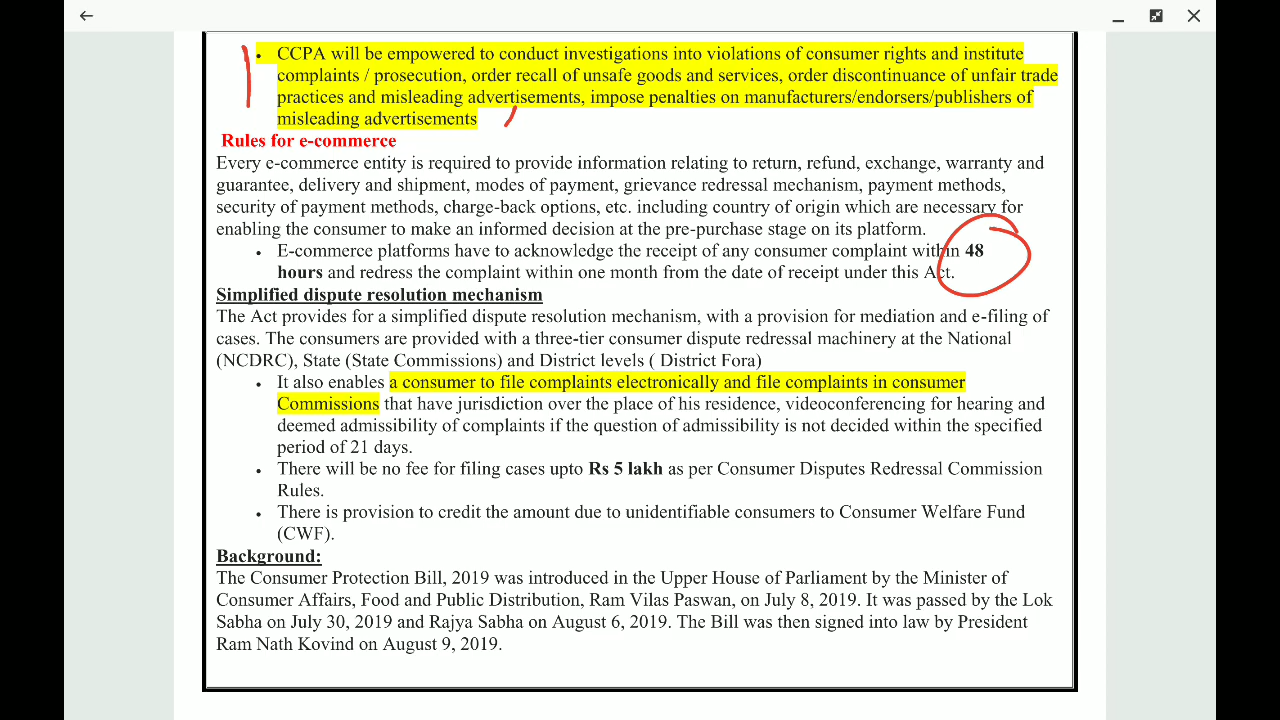 • CCPA will be empowered to conduct investigations into violations of consumer rights and institute
complaints / prosecution, order recall of unsafe goods and services, order discontinuance of unfair trade
practices and misleading advertisements, impose penalties on manufacturers/endorsers/publishers of
misleading advertisements
Rules for e-commerce
Every e-commerce entity is required to provide information relating to return, refund, exchange, warranty and
guarantee, delivery and shipment, modes of payment, grievance redressal mechanism, payment methods,
security of payment methods, charge-back options, etc. including country of origin which are necessary for
enabling the consumer to make an informed decision at the pre-purchase stage on its platform.
• E-commerce platforms have to acknowledge the receipt of any consumer complaint within 48
hours and redress the complaint within one month from the date of receipt under this Act.
Simplified dispute resolution mechanism
The Act provides for a simplified dispute resolution mechanism, with a provision for mediation and e-filing of
cases. The consumers are provided with a three-tier consumer dispute redressal machinery at the National
(NCDRC), State (State Commissions) and District levels ( District Fora)
• It also enables a consumer to file complaints electronically and file complaints in consumer
Commissions that have jurisdiction over the place of his residence, videoconferencing for hearing and
deemed admissibility of complaints if the question of admissibility is not decided within the specified
period of 21 days.
• There will be no fee for filing cases upto Rs 5 lakh as per Consumer Disputes Redressal Commission
Rules.
• There is provision to credit the amount due to unidentifiable consumers to Consumer Welfare Fund
(CWF).
Background:
The Consumer Protection Bill, 2019 was introduced in the Upper House of Parliament by the Minister of
Consumer Affairs, Food and Public Distribution, Ram Vilas Paswan, on July 8, 2019. It was passed by the Lok
Sabha on July 30, 2019 and Rajya Sabha on August 6, 2019. The Bill was then signed into law by President
Ram Nath Kovind on August 9, 2019.